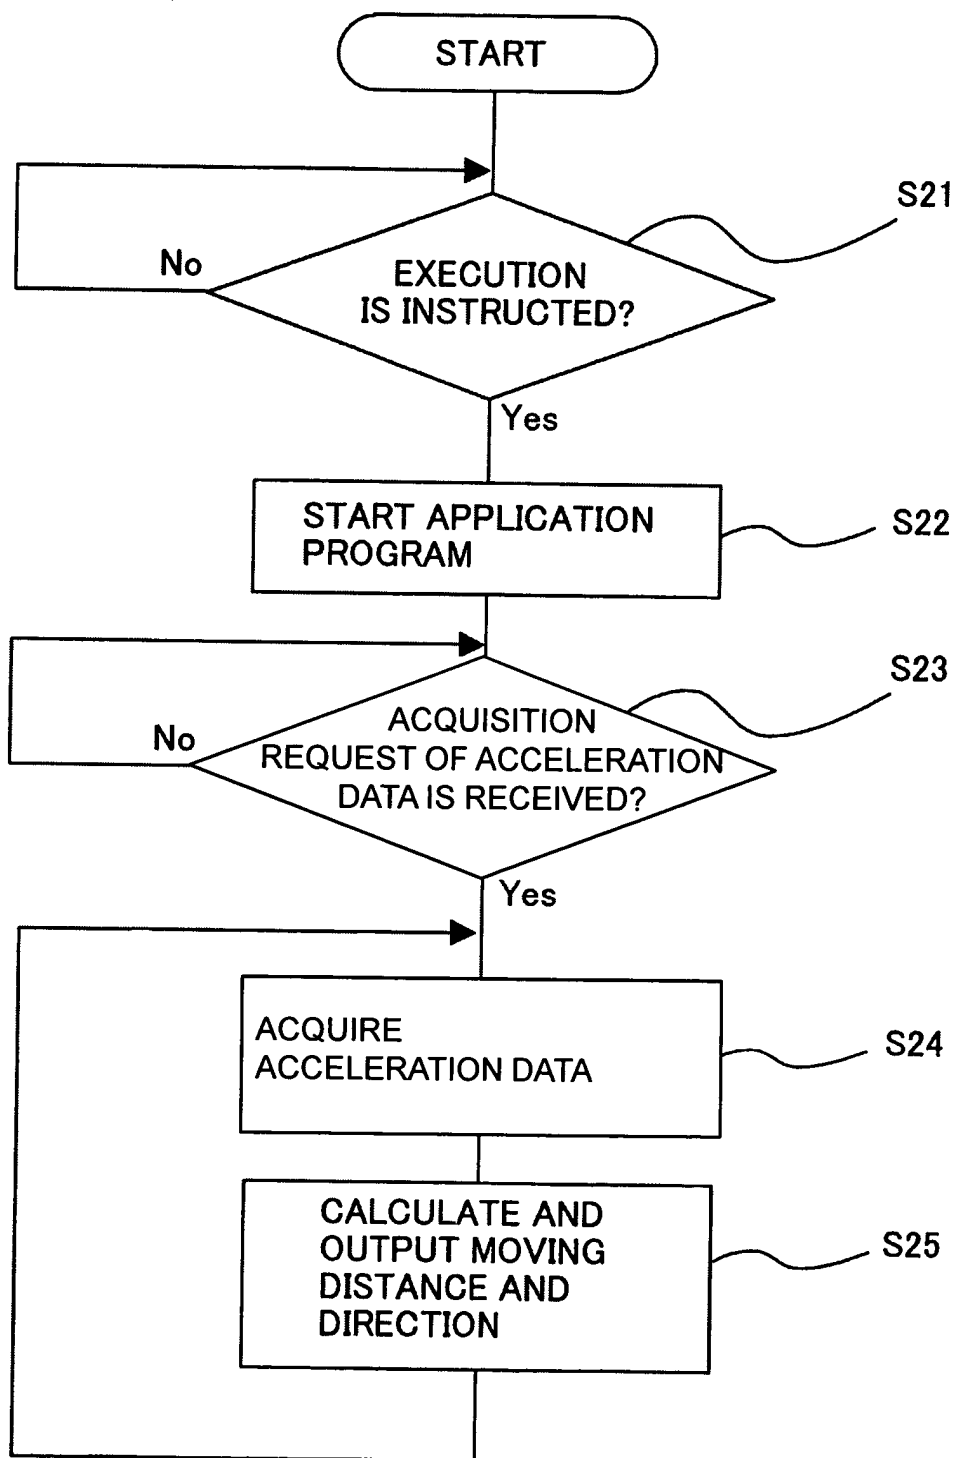 START
S21
No
EXECUTION
IS INSTRUCTED?
Yes
START APPLICATION
PROGRAM
S22
S23
No
ACQUISITION
REQUEST OF ACCELERATION
DATA IS RECEIVED?
Yes
ACQUIRE
ACCELERATION DATA
S24
CALCULATE AND
OUTPUT MOVING
DISTANCE AND
DIRECTION
S25